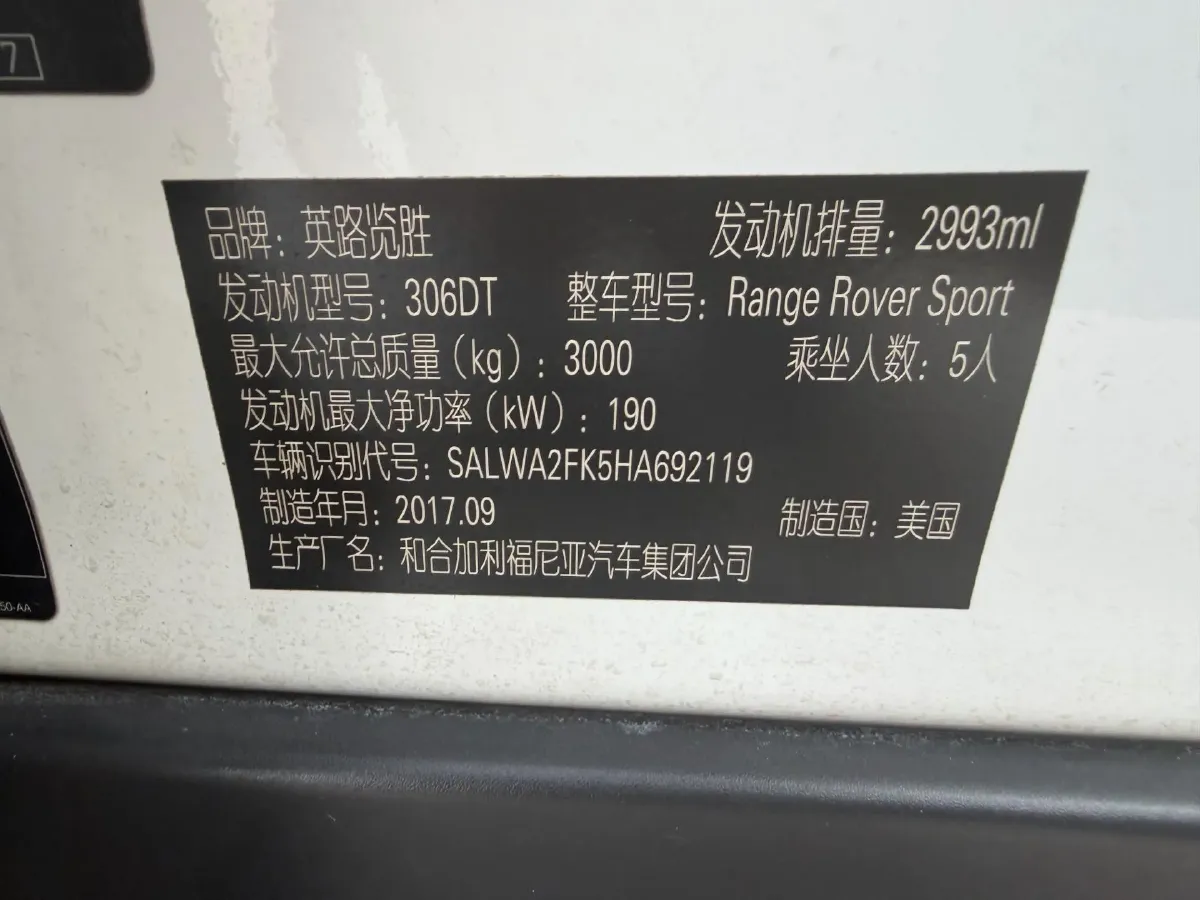 7
品牌：英路览胜 发动机排量：2993ml
发动机型号：306DT 整车型号：Range Rover Sport
最大允许总质量（kg）：3000 乘坐人数：5人
发动机最大净功率（kW）：190
车辆识别代号：SALWA2FK5HA692119
制造年月：2017.09 制造国：美国
生产厂名：和合加利福尼亚汽车集团公司
50-AA